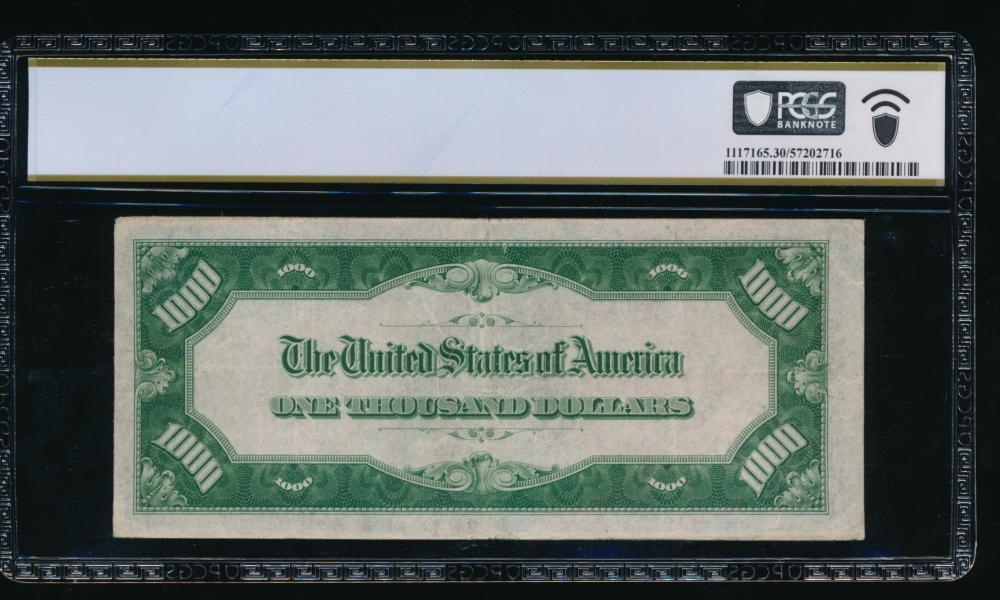 PCGS
BANKNOTE
1117165.30/57202716
1000 1000 1000 1000
The United States of America
ONE THOUSAND DOLLARS
1000 1000 1000 1000